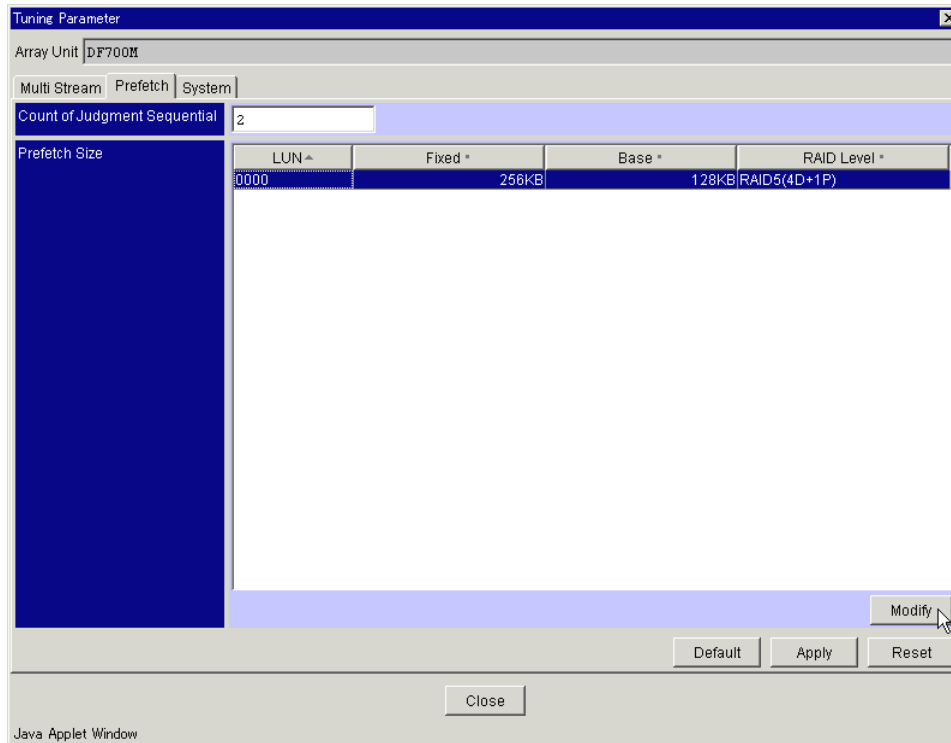 Tuning Parameter
Array Unit DF700M
Multi Stream Prefetch System
Count of Judgment Sequential 2
Prefetch Size
LUN Fixed Base RAID Level
0000 256KB 128KB RAID5(4D+1P)
Modify
Default Apply Reset
Close
Java Applet Window